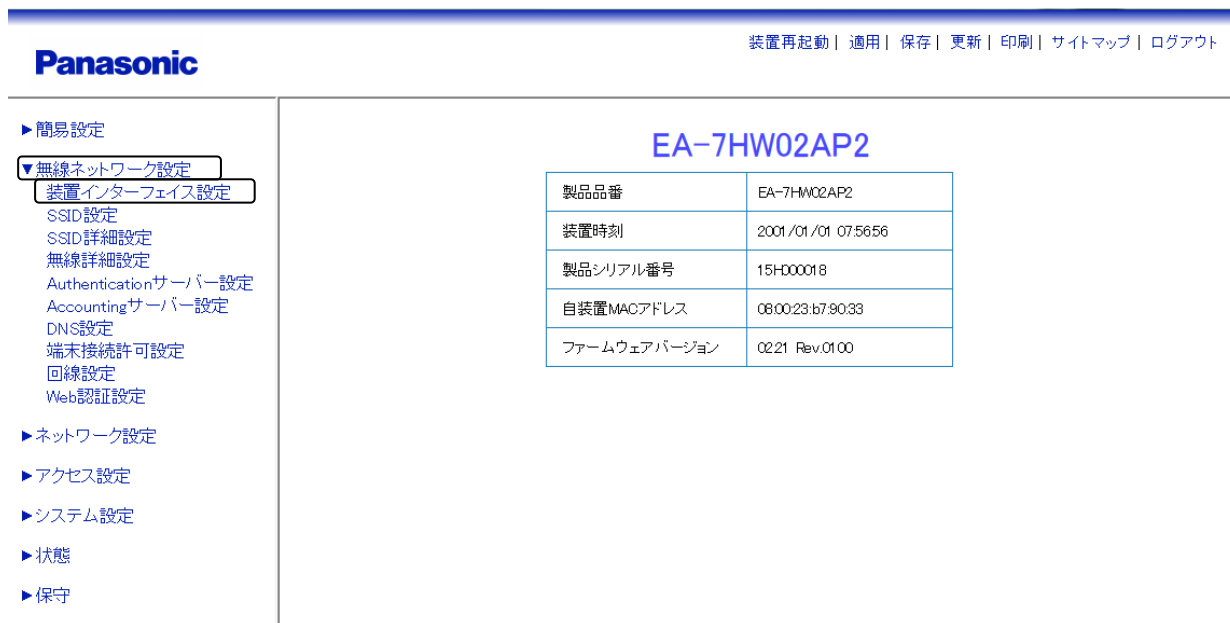 装置再起動 | 適用 | 保存 | 更新 | 印刷 | サイトマップ | ログアウト
Panasonic
▶簡易設定
▼無線ネットワーク設定
装置インターフェイス設定
SSID設定
SSID詳細設定
無線詳細設定
Authenticationサーバー設定
Accountingサーバー設定
DNS設定
端末接続許可設定
回線設定
Web認証設定
▶ネットワーク設定
▶アクセス設定
▶システム設定
▶状態
▶保守
EA-7HW02AP2
製品品番 EA-7HW02AP2
装置時刻 2001/01/01 07:56:56
製品シリアル番号 15H000018
自装置MACアドレス 08:00:23:b7:90:33
ファームウェアバージョン 02.21 Rev.01.00